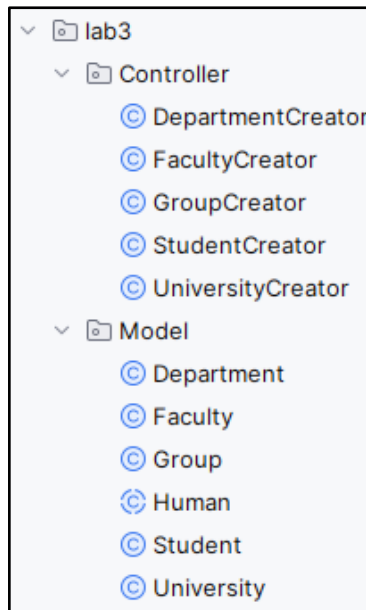 lab3
Controller
DepartmentCreator
FacultyCreator
GroupCreator
StudentCreator
UniversityCreator
Model
Department
Faculty
Group
Human
Student
University